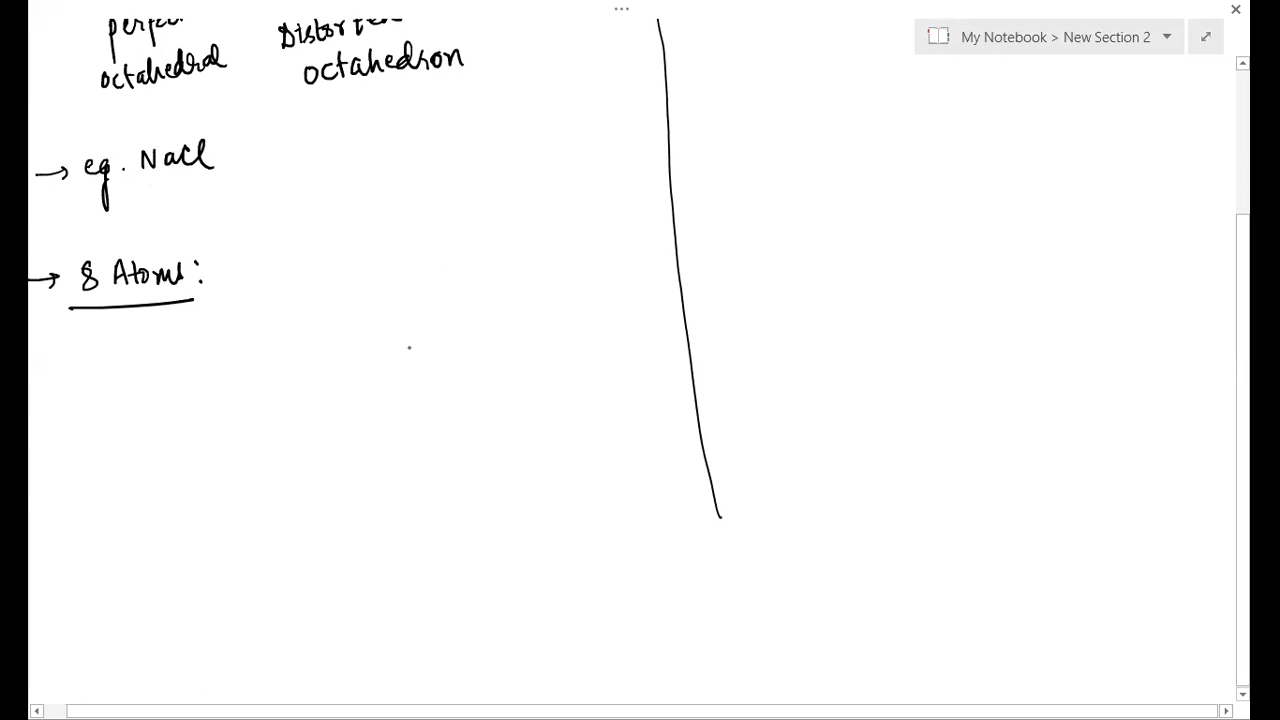 My Notebook > New Section 2
octahedral octahedron
→ eg. NaCl
→ 8 Atoms: